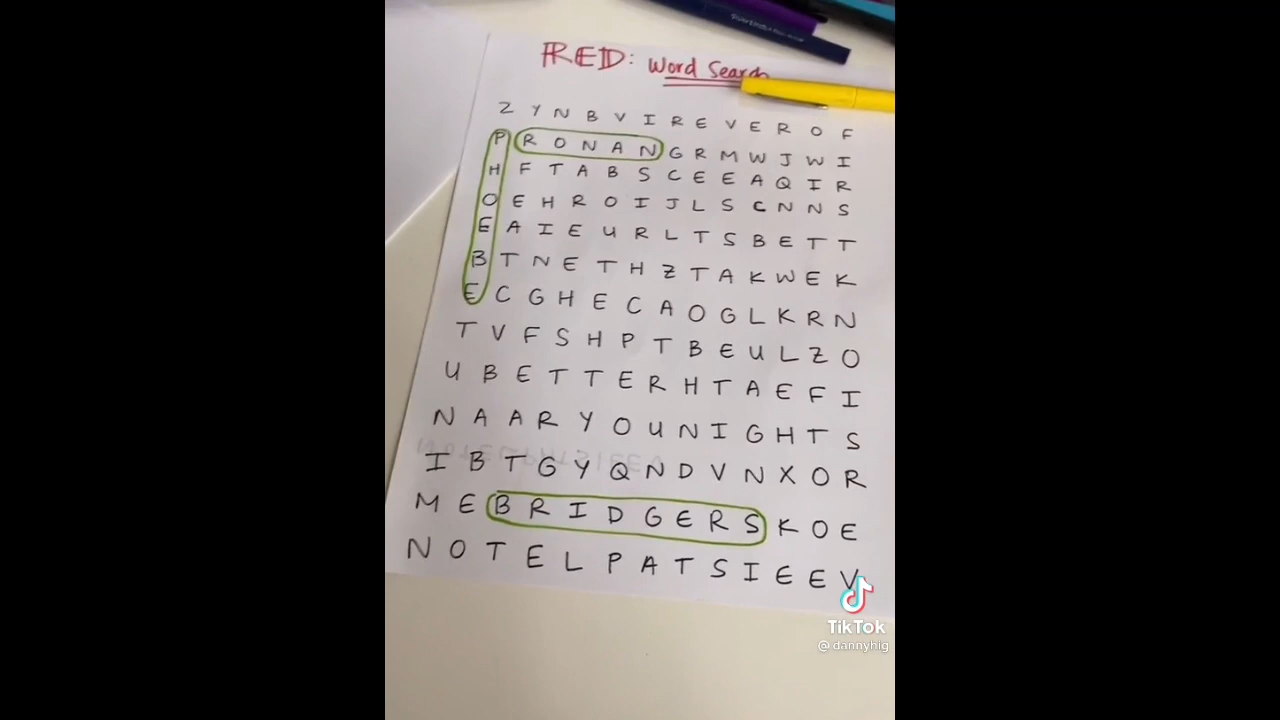 RED: Word Search
Z Y N B V I R E V E R O F
P R O N A N G R M W J W I
H F T A B S C E E A Q I R
O E H R O I J L S C N N S
E A I E U R L T S B E T T
B T N E T H Z T A K W E K
E C G H E C A O G L K R N
T V F S H P T B E U L Z O
U B E T T E R H T A E F I
N A A R Y O U N I G H T S
I B T G Y Q N D V N X O R
M E B R I D G E R S K O E
N O T E L P A T S I E E V
TikTok
@dannyhig